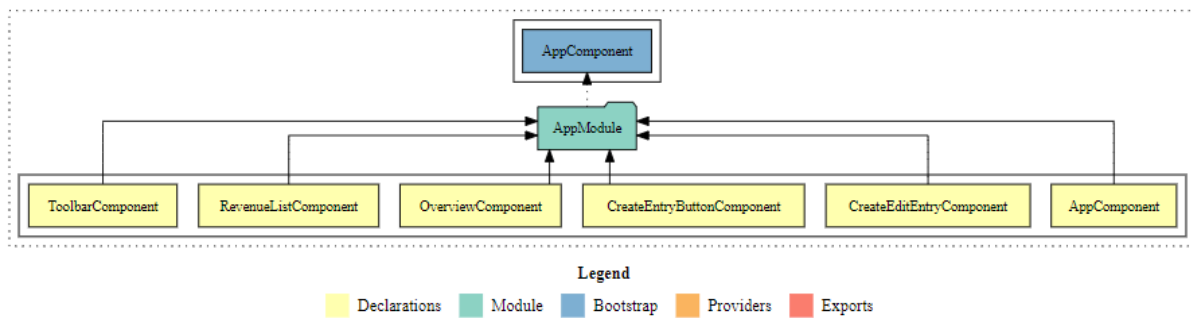 AppComponent
AppModule
ToolbarComponent RevenueListComponent OverviewComponent CreateEntryButtonComponent CreateEditEntryComponent AppComponent
Legend
Declarations Module Bootstrap Providers Exports